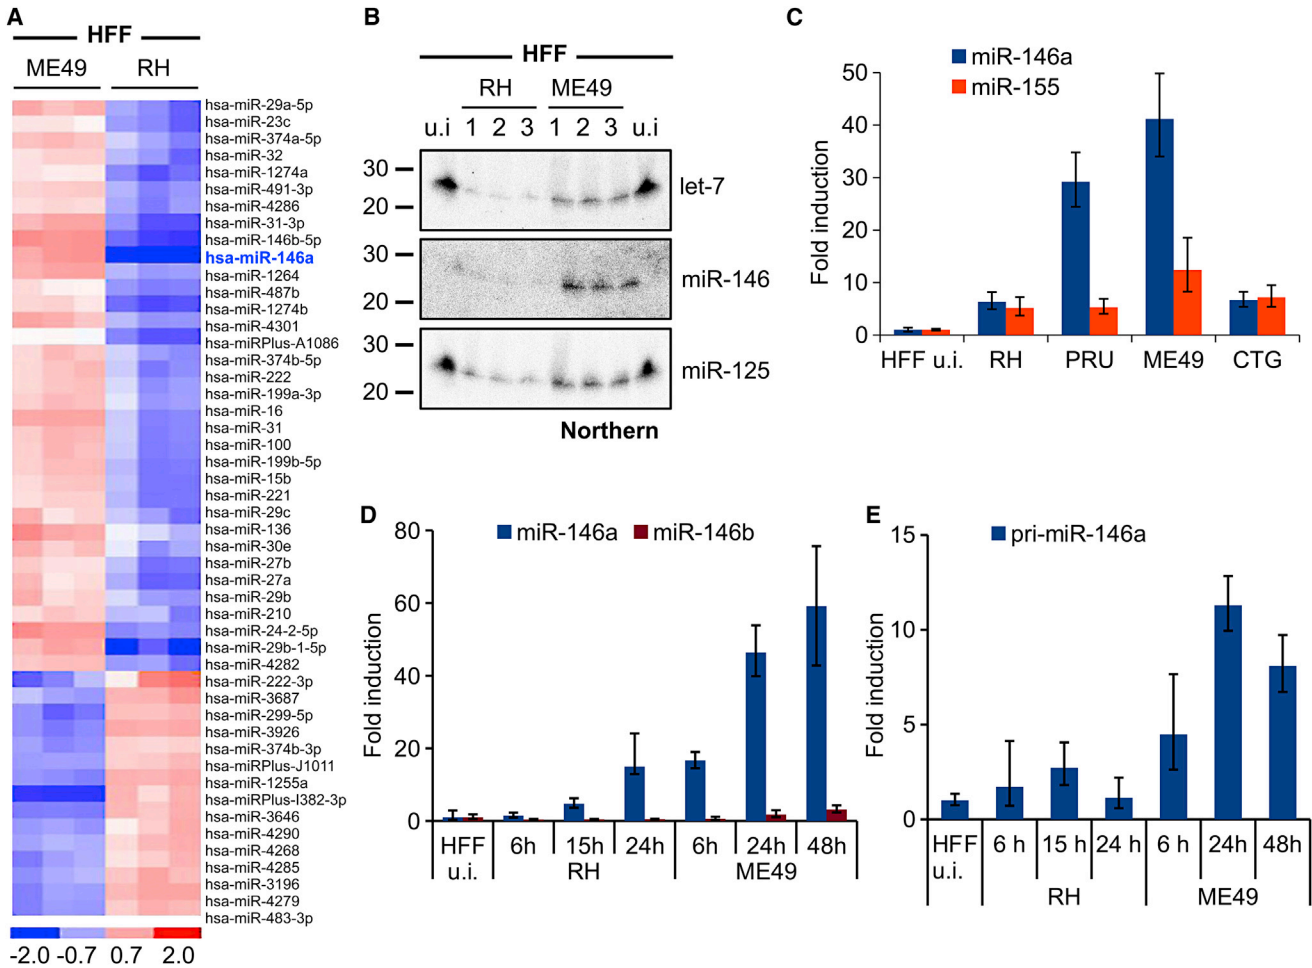 A
HFF
ME49 RH
hsa-miR-29a-5p
hsa-miR-23c
hsa-miR-374a-5p
hsa-miR-32
hsa-miR-1274a
hsa-miR-491-3p
hsa-miR-4286
hsa-miR-31-3p
hsa-miR-146b-5p
hsa-miR-146a
hsa-miR-1264
hsa-miR-487b
hsa-miR-1274b
hsa-miR-4301
hsa-miRPlus-A1086
hsa-miR-374b-5p
hsa-miR-222
hsa-miR-199a-3p
hsa-miR-16
hsa-miR-31
hsa-miR-100
hsa-miR-199b-5p
hsa-miR-15b
hsa-miR-221
hsa-miR-29c
hsa-miR-136
hsa-miR-30e
hsa-miR-27b
hsa-miR-27a
hsa-miR-29b
hsa-miR-210
hsa-miR-24-2-5p
hsa-miR-29b-1-5p
hsa-miR-4282
hsa-miR-222-3p
hsa-miR-3687
hsa-miR-299-5p
hsa-miR-3926
hsa-miR-374b-3p
hsa-miRPlus-J1011
hsa-miR-1255a
hsa-miRPlus-I382-3p
hsa-miR-3646
hsa-miR-4290
hsa-miR-4268
hsa-miR-4285
hsa-miR-3196
hsa-miR-4279
hsa-miR-483-3p
-2.0 -0.7 0.7 2.0
B
HFF
RH ME49
u.i 1 2 3 1 2 3 u.i
30
20
let-7
30
20
miR-146
30
20
miR-125
Northern
C
miR-146a
miR-155
Fold induction
50
40
30
20
10
0
HFF u.i. RH PRU ME49 CTG
D
miR-146a miR-146b
Fold induction
80
60
40
20
0
HFF 6h 15h 24h 6h 24h 48h
u.i. RH ME49
E
pri-miR-146a
Fold induction
15
10
5
0
HFF 6 h 15 h 24 h 6 h 24h 48h
u.i.
RH ME49